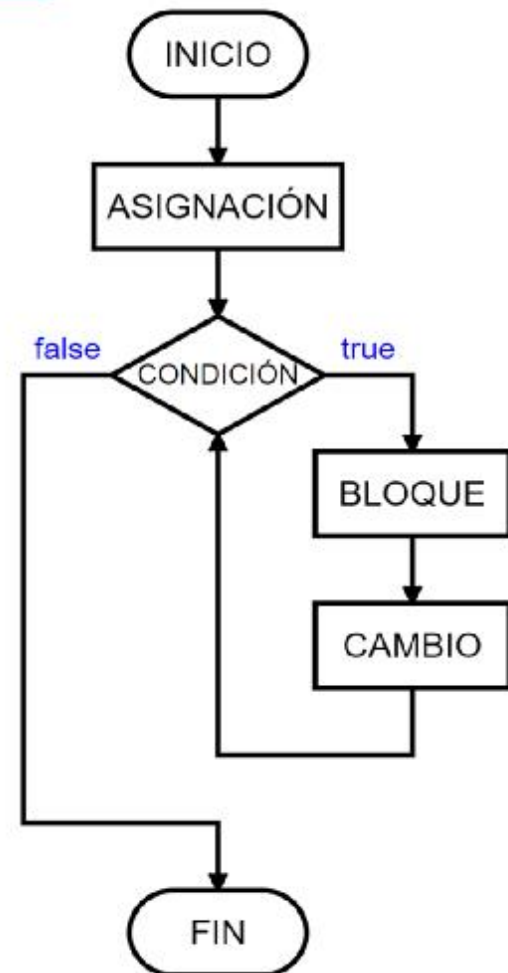 INICIO
ASIGNACIÓN
false
true
CONDICIÓN
BLOQUE
CAMBIO
FIN